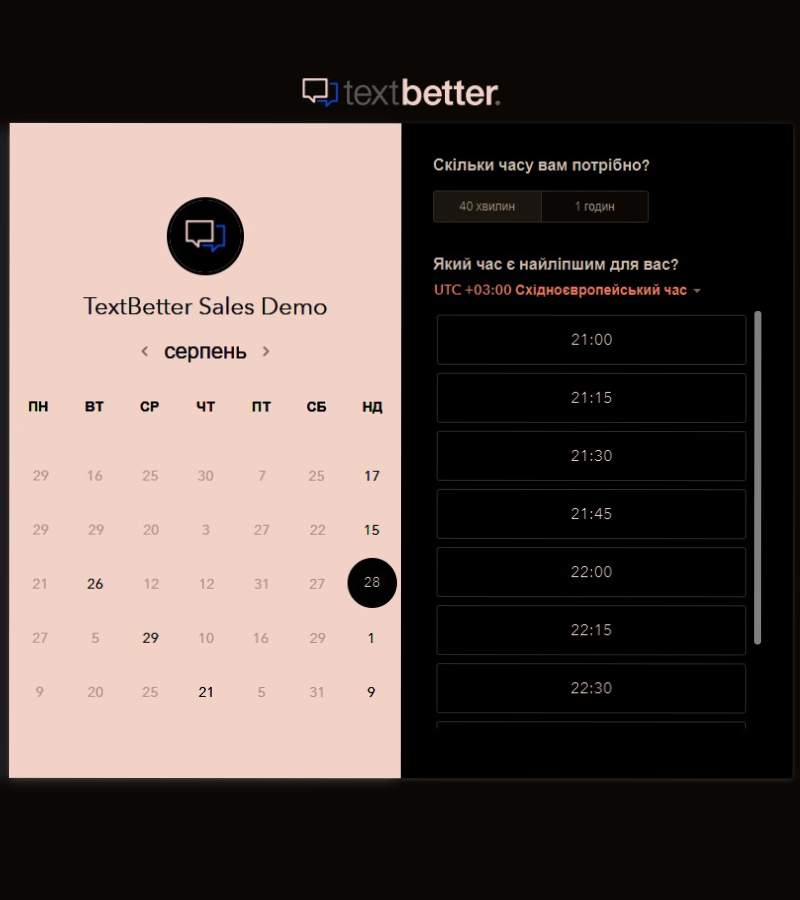 textbetter.
TextBetter Sales Demo
серпень
ПН ВТ СР ЧТ ПТ СБ НД
29 16 25 30 7 25 17
29 29 20 3 27 22 15
21 26 12 12 31 27 28
27 5 29 10 16 29 1
9 20 25 21 5 31 9
Скільки часу вам потрібно?
40 хвилин 1 годин
Який час є найліпшим для вас?
UTC +03:00 Східноєвропейський час
21:00
21:15
21:30
21:45
22:00
22:15
22:30